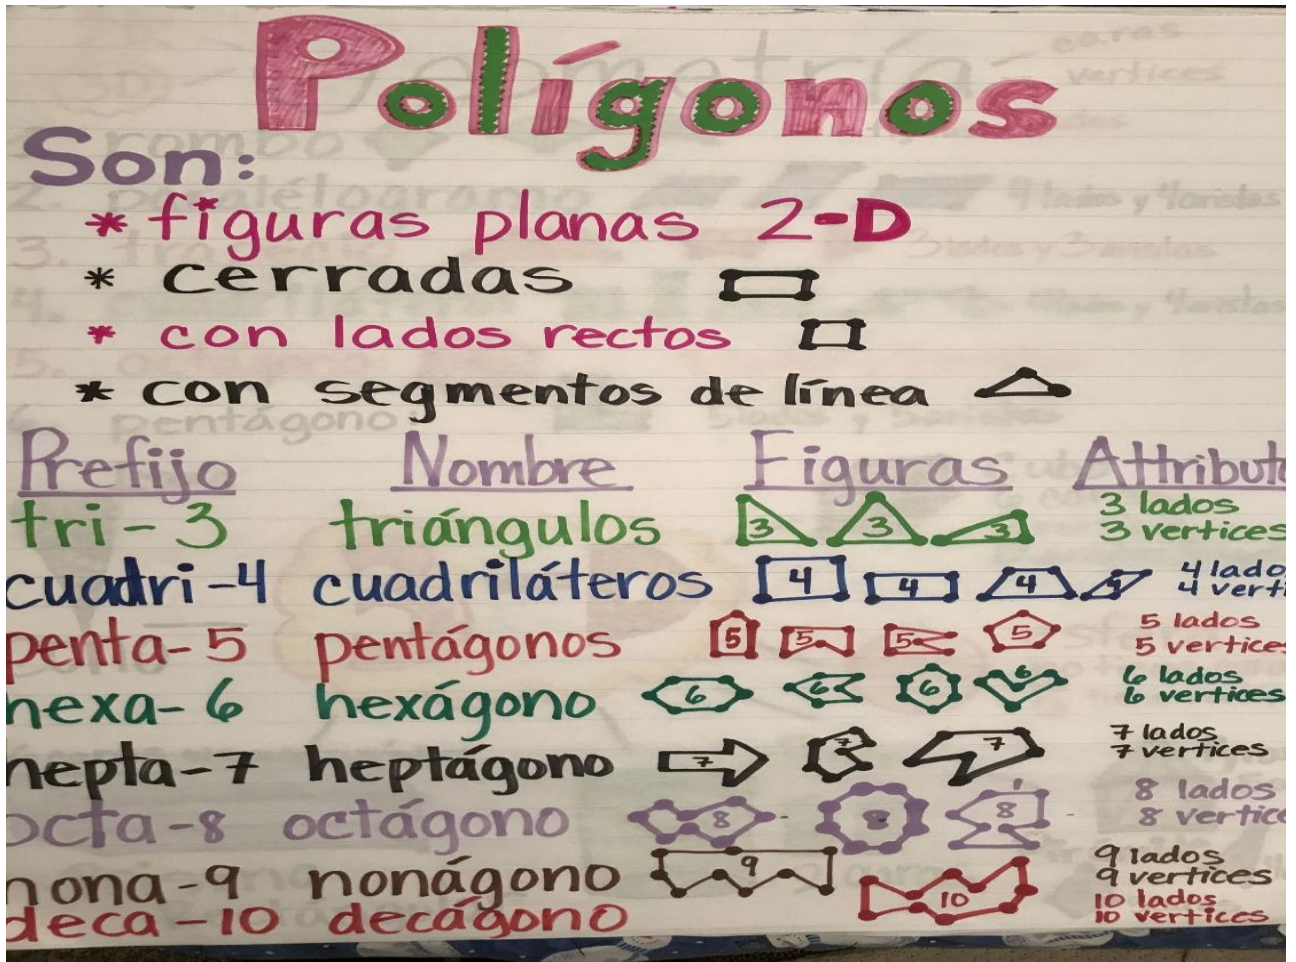 Polígonos
Son:
* figuras planas 2-D
* cerradas
* con lados rectos
* con segmentos de línea
Prefijo Nombre Figuras Attribut
tri - 3 triángulos 3 3 3 3 lados
3 vertices
cuadri - 4 cuadriláteros 4 4 4 4 4 lado
4 verti
penta - 5 pentágonos 5 5 5 5 5 lados
5 vertices
hexa - 6 hexágono 6 6 6 6 6 lados
6 vertices
hepta - 7 heptágono 7 7 7 7 lados
7 vertices
octa - 8 octágono 8 8 8 8 lados
8 vertice
nona - 9 nonágono 9 9 lados
9 vertices
deca - 10 decágono 10 10 lados
10 vertices